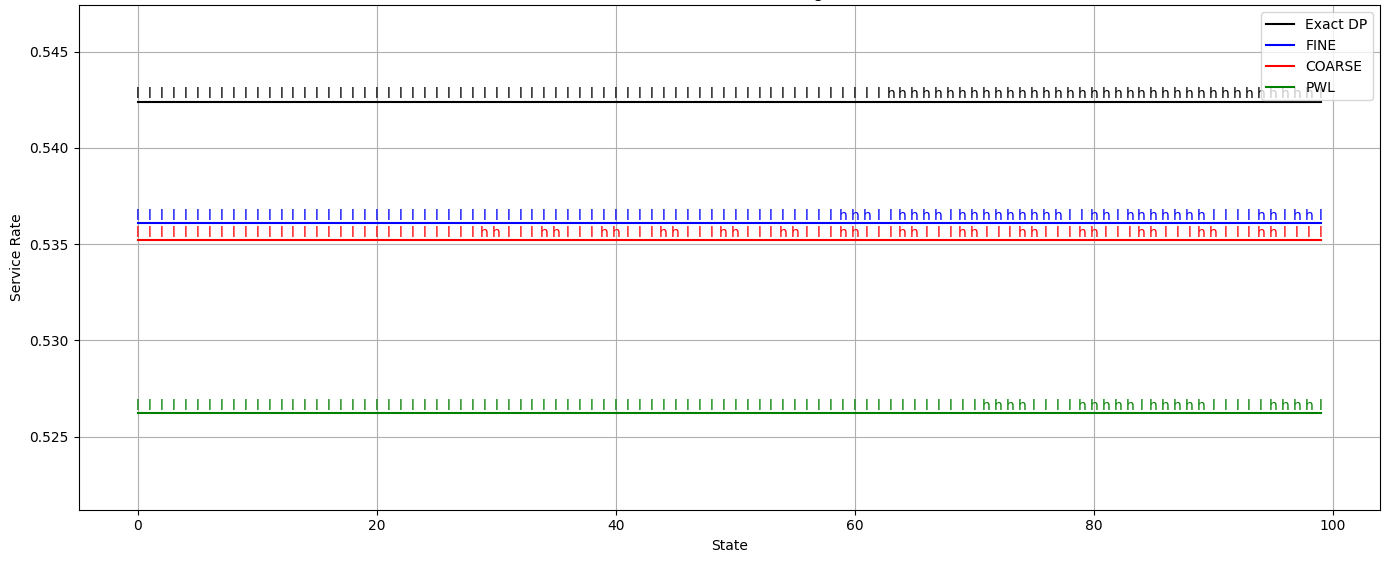 0.545
0.540
0.535
0.530
0.525
Service Rate
l l l l l l l l l l l l l l l l l l l l l l l l l l l l l l l l l l l l l l l l l l l l l l l l l l l l l l l l l l l l l l l h h h h h h h h h h h h h h h h h h h h h h h h h h h h h h h h h h h h l
l l l l l l l l l l l l l l l l l l l l l l l l l l l l l l l l l l l l l l l l l l l l l l l l l l l l l l l l l l l h h h l l h h h h l h h h h h h h h h l l h h l h h h h h h h l l l l h h l h h l
l l l l l l l l l l l l l l l l l l l l l l l l l l l l l h h l l l h h l l l h h l l l h h l l l h h l l l h h l l l h h l l l h h l l l h h l l l h h l l l h h l l l h h l l l h h l l l h h l l l l
l l l l l l l l l l l l l l l l l l l l l l l l l l l l l l l l l l l l l l l l l l l l l l l l l l l l l l l l l l l l l l l l l l l l l l l h h h h l l l l h h h h h l h h h h h l l l l l h h h h l
Exact DP
FINE
COARSE
PWL
0
20
40
60
80
100
State